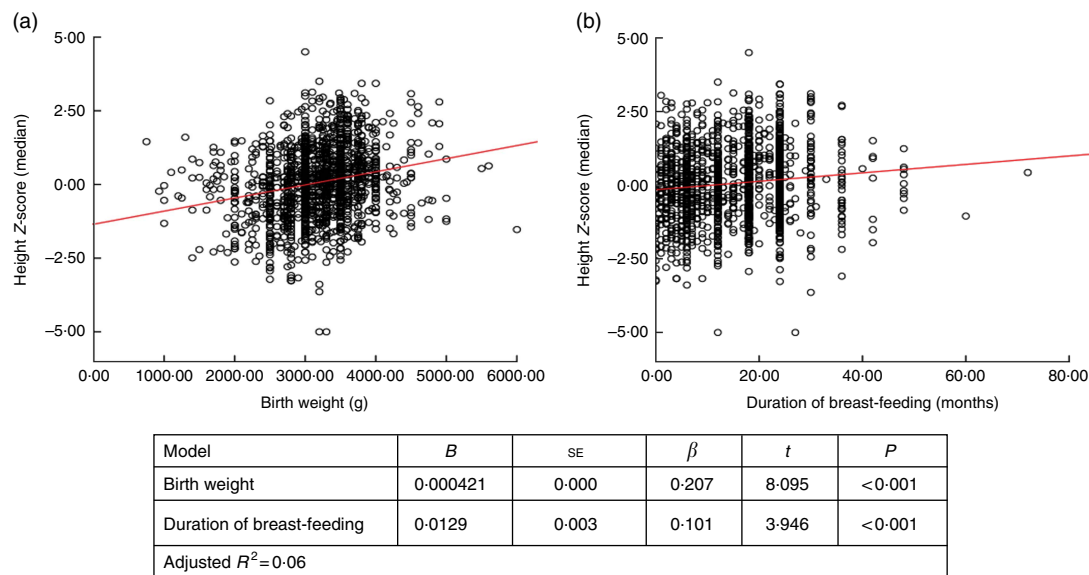 (a)
5·00
2·50
0·00
–2·50
–5·00
Height Z-score (median)
0·00 1000·00 2000·00 3000·00 4000·00 5000·00 6000·00
Birth weight (g)
(b)
5·00
2·50
0·00
–2·50
–5·00
Height Z-score (median)
0·00 20·00 40·00 60·00 80·00
Duration of breast-feeding (months)
Model B SE β t P
Birth weight 0·000421 0·000 0·207 8·095 <0·001
Duration of breast-feeding 0·0129 0·003 0·101 3·946 <0·001
Adjusted R²=0·06